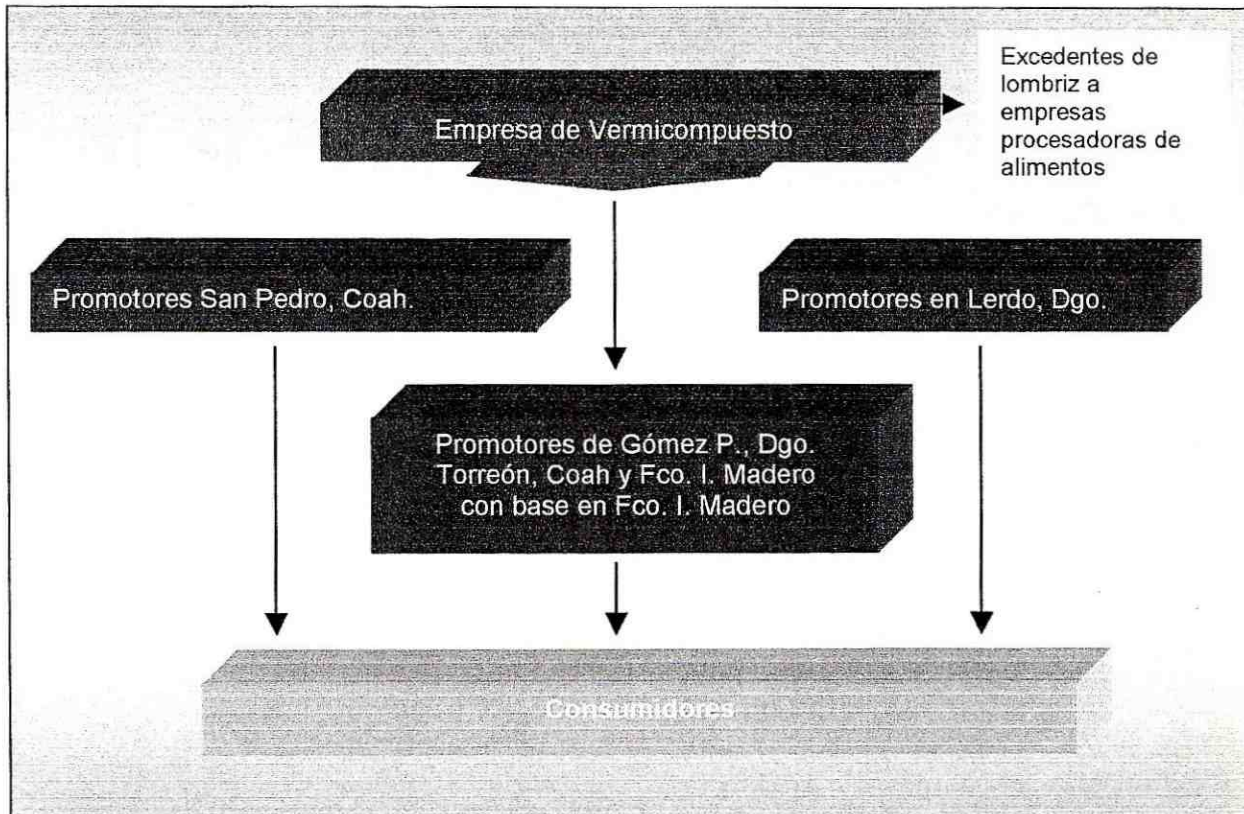 Excedentes de
lombriz a
empresas
procesadoras de
alimentos
Empresa de Vermicompuesto
Promotores San Pedro, Coah.
Promotores en Lerdo, Dgo.
Promotores de Gómez P., Dgo.
Torreón, Coah y Fco. I. Madero
con base en Fco. I. Madero
Consumidores